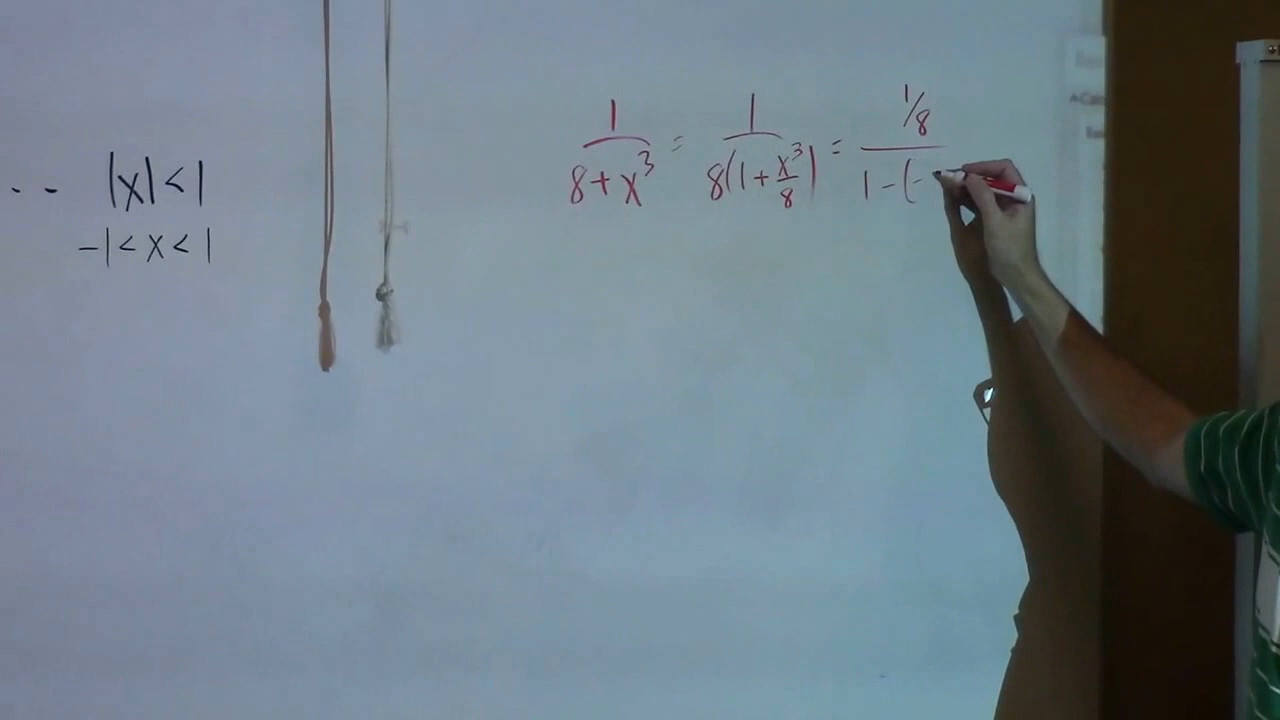 .. |x| < 1
-1 < x < 1
1/(8 + x³) = 1/(8(1 + x³/8)) = (1/8)/(1 - (-